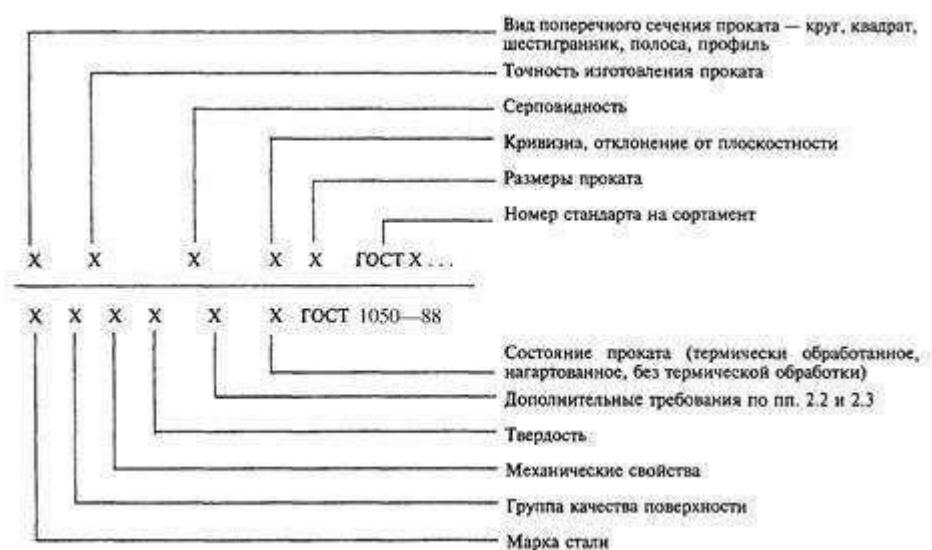 Вид поперечного сечения проката — круг, квадрат,
шестигранник, полоса, профиль
Точность изготовления проката
Серповидность
Кривизна, отклонение от плоскостности
Размеры проката
Номер стандарта на сортамент
X X X X X ГОСТ X . . .
X X X X X X ГОСТ 1050—88
Состояние проката (термически обработанное,
нагартованное, без термической обработки)
Дополнительные требования по пп. 2.2 и 2.3
Твердость
Механические свойства
Группа качества поверхности
Марка стали